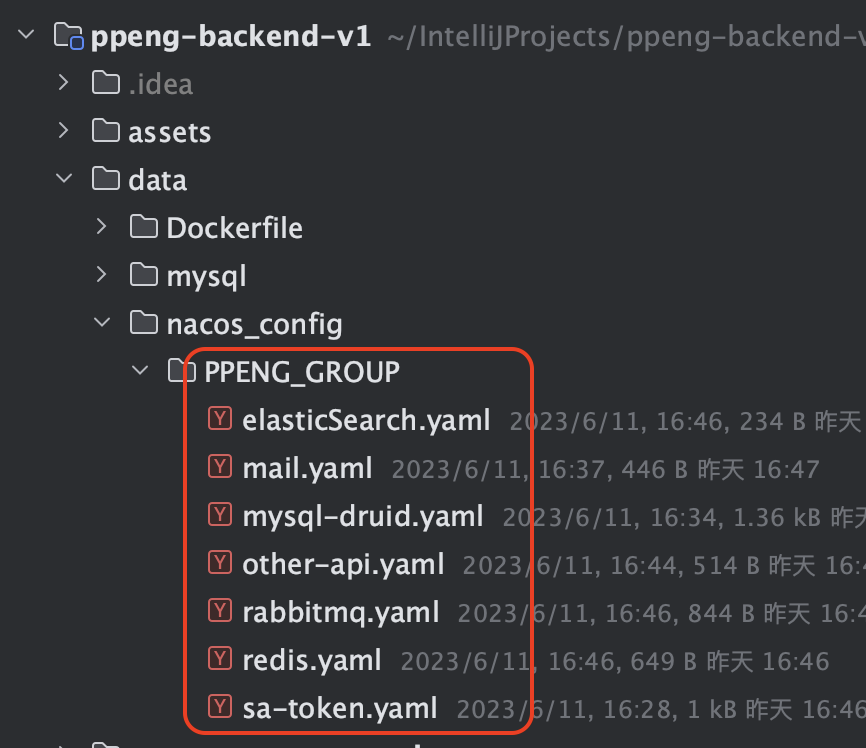 ppeng-backend-v1 ~/IntelliJProjects/ppeng-backend-v
.idea
assets
data
Dockerfile
mysql
nacos_config
PPENG_GROUP
Y elasticSearch.yaml 2023/6/11, 16:46, 234 B 昨天
Y mail.yaml 2023/6/11, 16:37, 446 B 昨天 16:47
Y mysql-druid.yaml 2023/6/11, 16:34, 1.36 kB 昨天
Y other-api.yaml 2023/6/11, 16:44, 514 B 昨天 16:4
Y rabbitmq.yaml 2023/6/11, 16:46, 844 B 昨天 16:4
Y redis.yaml 2023/6/11, 16:46, 649 B 昨天 16:46
Y sa-token.yaml 2023/6/11, 16:28, 1 kB 昨天 16:46